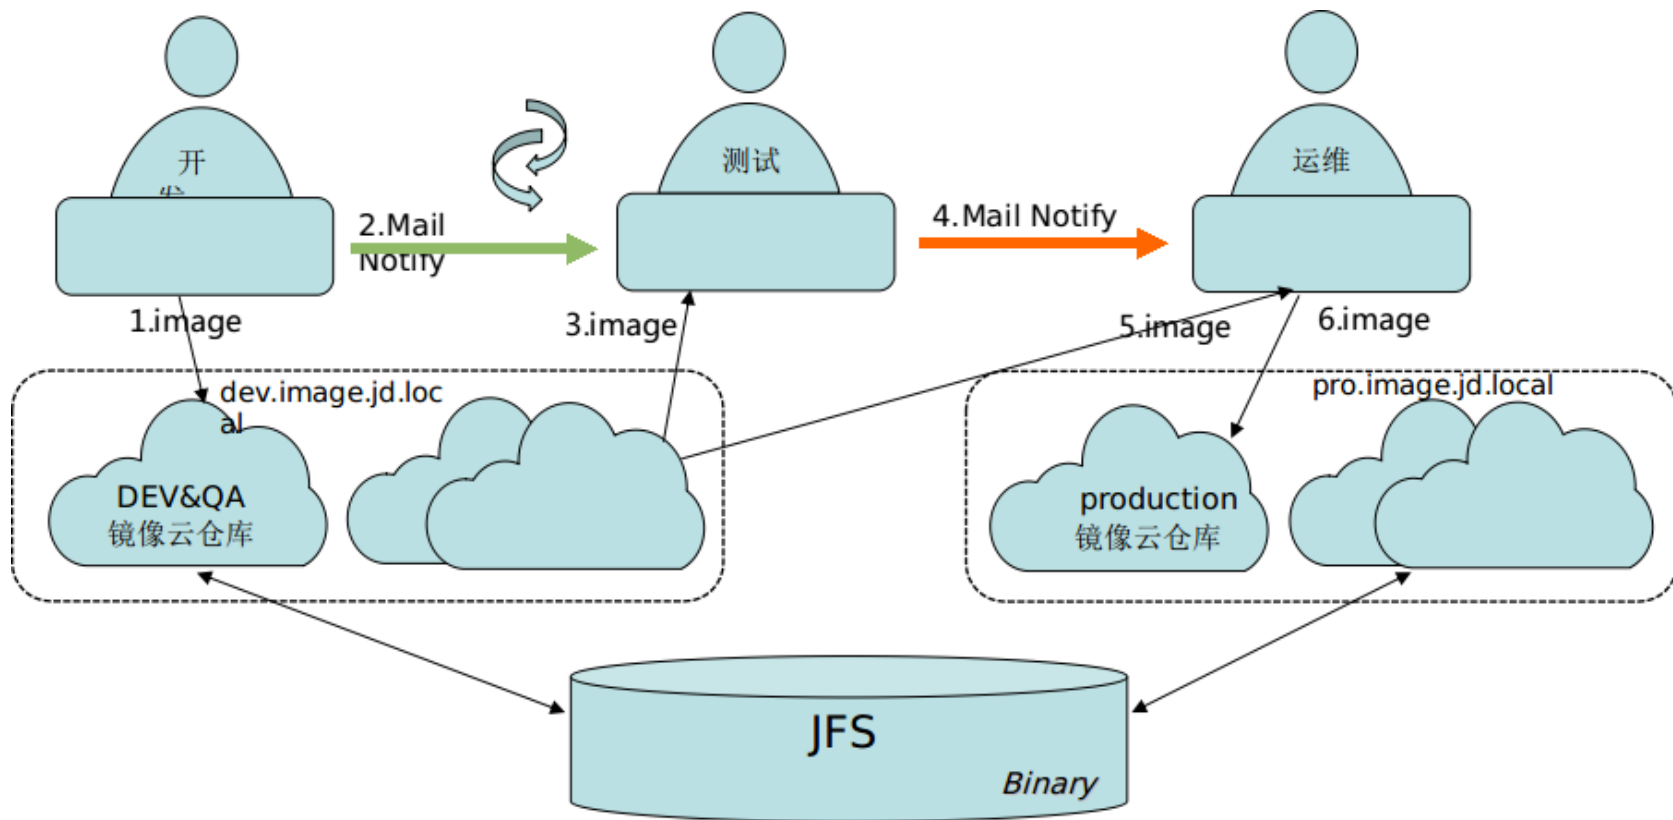 开
发
测试
运维
2.Mail
Notify
4.Mail Notify
1.image
3.image
5.image
6.image
dev.image.jd.loc
al
pro.image.jd.local
DEV&QA
镜像云仓库
production
镜像云仓库
JFS
Binary